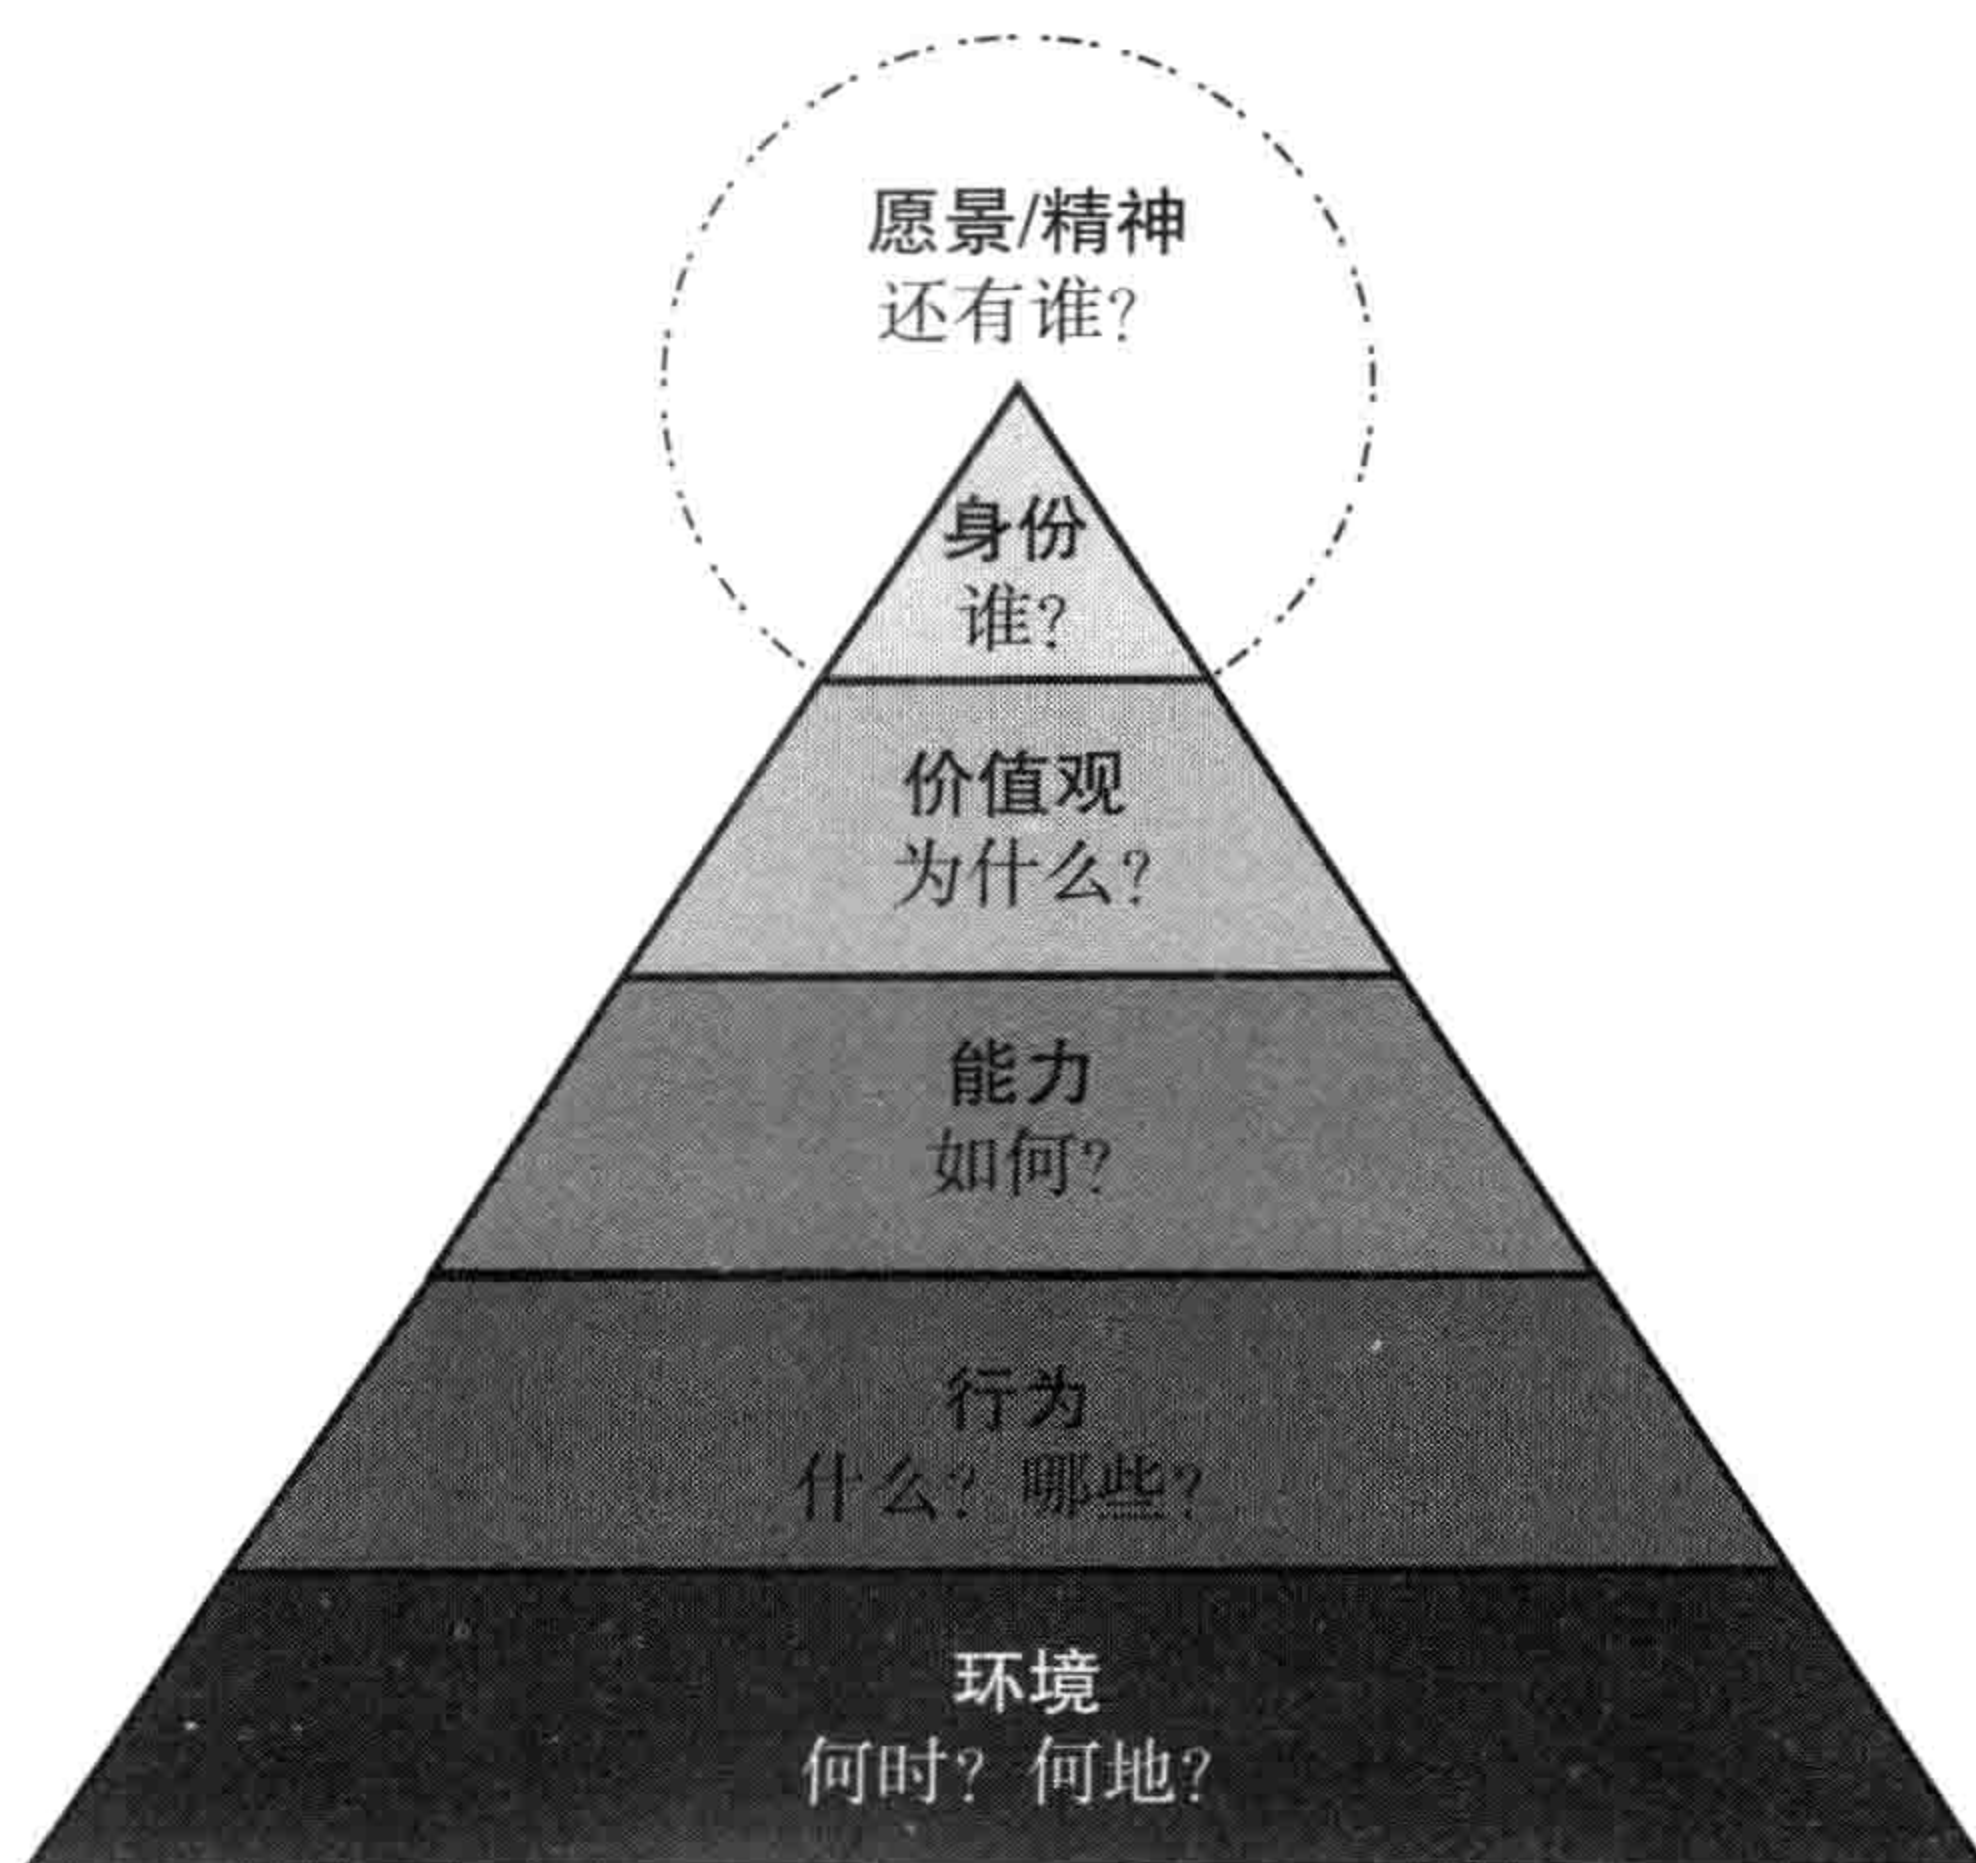 愿景/精神
还有谁？
身份
谁？
价值观
为什么？
能力
如何？
行为
什么？哪些？
环境
何时？何地？